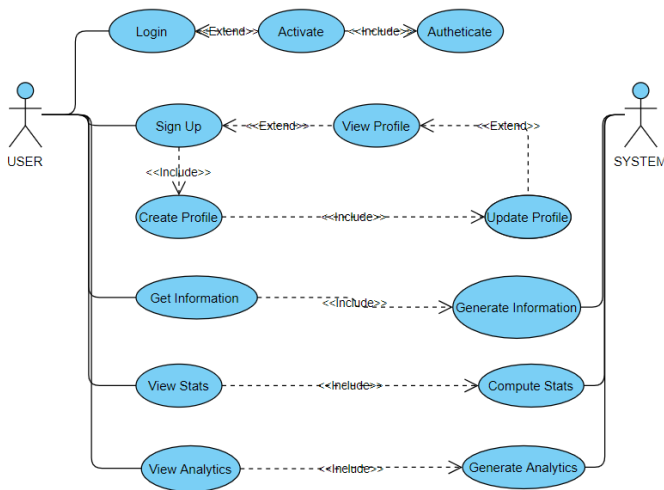 Login
<<Extend>>
Activate
<<Include>>
Autheticate
USER
Sign Up
<<Extend>>
View Profile
<<Extend>>
SYSTEM
<<Include>>
Create Profile
<<Include>>
Update Profile
Get Information
<<Include>>
Generate Information
View Stats
<<Include>>
Compute Stats
View Analytics
<<Include>>
Generate Analytics